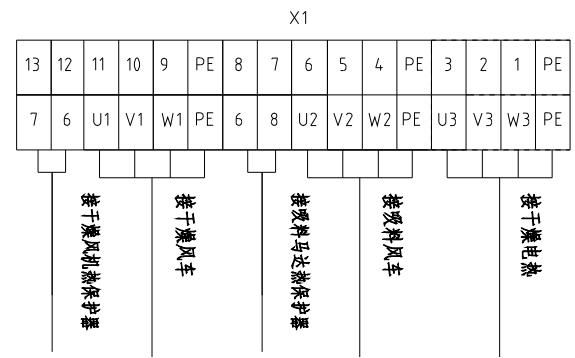 X1
13 12 11 10 9 PE 8 7 6 5 4 PE 3 2 1 PE
7 6 U1 V1 W1 PE 6 8 U2 V2 W2 PE U3 V3 W3 PE
接干燥风机热保护器
接干燥风车
接吸料马达热保护器
接吸料风车
接干燥电热